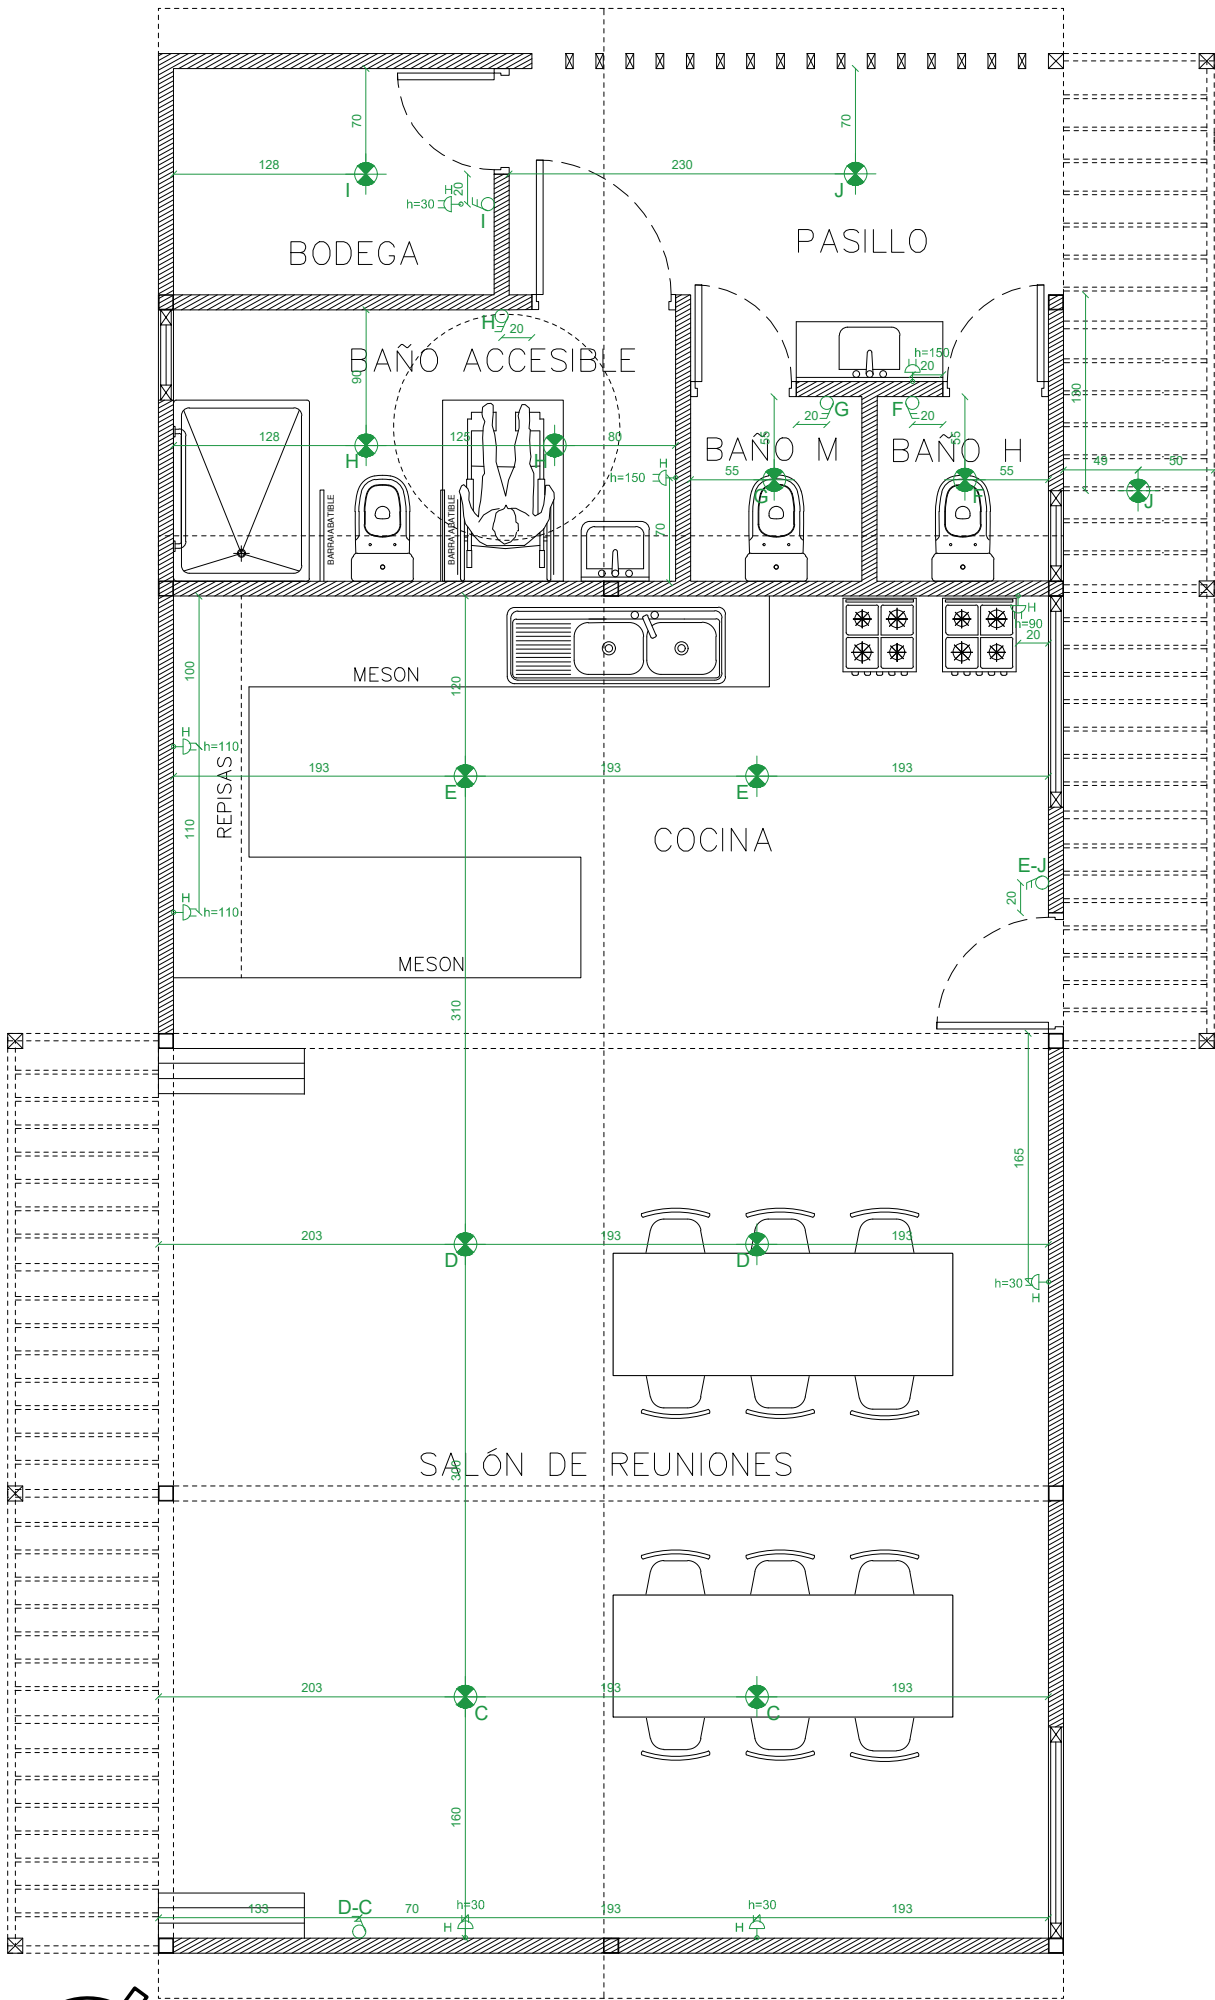 70
70
128
230
I
H
20
h=30
I
J
BODEGA
PASILLO
H
20
h=150
20
BAÑO ACCESIBLE
90
20
G
F
20
128
125
80
H
H
H
h=150
BARRA ABATIBLE
BARRA ABATIBLE
70
55
BAÑO M
55
G
55
BAÑO H
55
F
49
50
J
MESON
H
h=90
20
100
120
H
h=110
193
193
193
E
E
REPISAS
110
COCINA
H
h=110
E-J
20
MESON
310
165
203
193
193
D
D
h=30
H
SALÓN DE REUNIONES
203
193
193
C
C
160
133
D-C
70
h=30
H
193
h=30
H
193